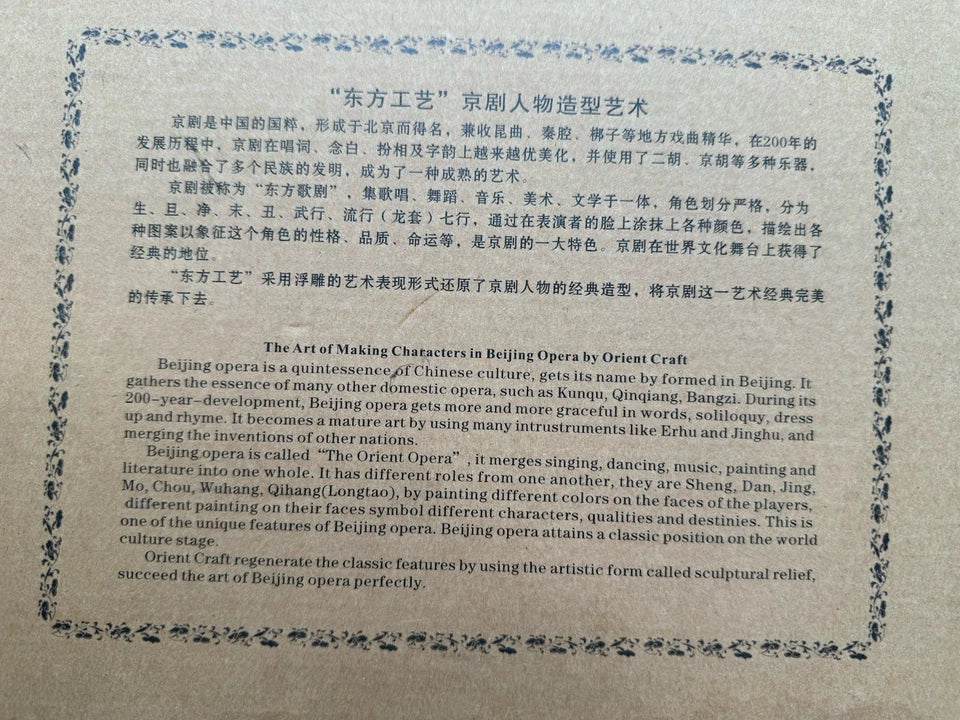 “东方工艺”京剧人物造型艺术
京剧是中国的国粹，形成于北京而得名，兼收昆曲、秦腔、梆子等地方戏曲精华，在200年的
发展历程中，京剧在唱词、念白、扮相及字韵上越来越优美化，并使用了二胡、京胡等多种乐器，
同时也融合了多个民族的发明，成为了一种成熟的艺术。
京剧被称为“东方歌剧”，集歌唱、舞蹈、音乐、美术、文学于一体，角色划分严格，分为
生、旦、净、末、丑、武行、流行（龙套）七行，通过在表演者的脸上涂抹上各种颜色，描绘出各
种图案以象征这个角色的性格、品质、命运等，是京剧的一大特色。京剧在世界文化舞台上获得了
经典的地位。
“东方工艺”采用浮雕的艺术表现形式还原了京剧人物的经典造型，将京剧这一艺术经典完美
的传承下去。
The Art of Making Characters in Beijing Opera by Orient Craft
Beijing opera is a quintessence of Chinese culture, gets its name by formed in Beijing. It
gathers the essence of many other domestic opera, such as Kunqu, Qinqiang, Bangzi. During its
200-year-development, Beijing opera gets more and more graceful in words, soliloquy, dress
up and rhyme. It becomes a mature art by using many intrustruments like Erhu and Jinghu, and
merging the inventions of other nations.
Beijing opera is called “The Orient Opera”, it merges singing, dancing, music, painting and
literature into one whole. It has different roles from one another, they are Sheng, Dan, Jing,
Mo, Chou, Wuhang, Qihang(Longtao), by painting different colors on the faces of the players,
different painting on their faces symbol different characters, qualities and destinies. This is
one of the unique features of Beijing opera. Beijing opera attains a classic position on the world
culture stage.
Orient Craft regenerate the classic features by using the artistic form called sculptural relief,
succeed the art of Beijing opera perfectly.